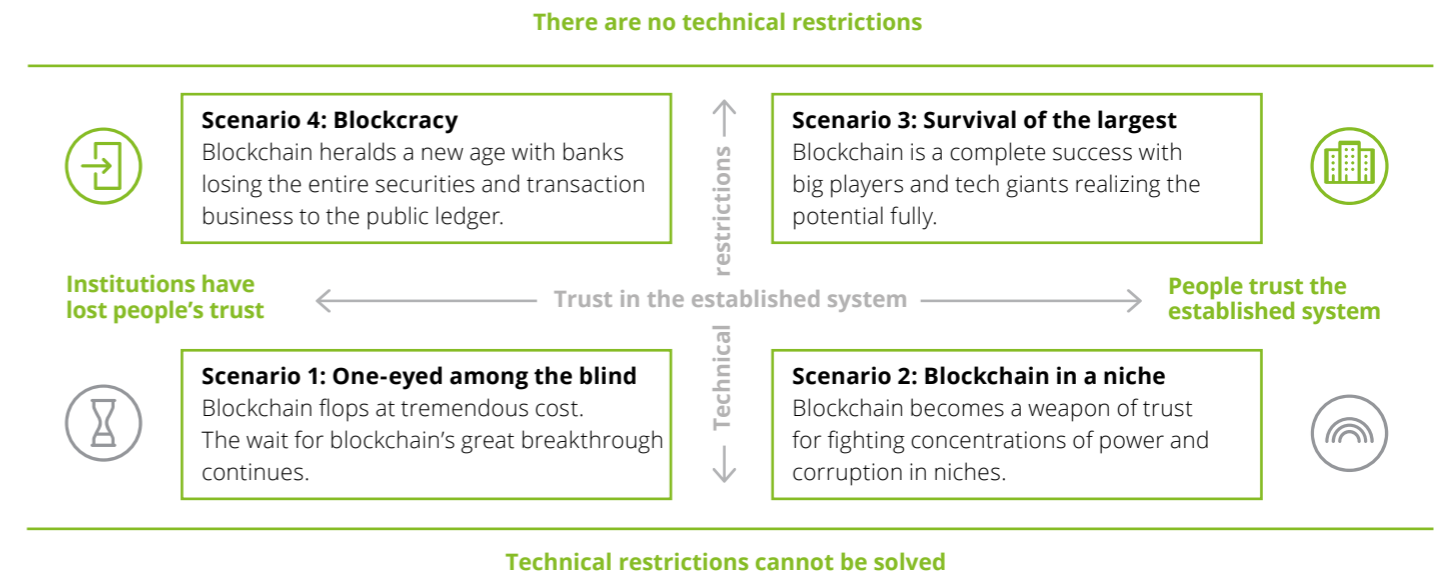 There are no technical restrictions
Scenario 4: Blockcracy
Blockchain heralds a new age with banks
losing the entire securities and transaction
business to the public ledger.
Scenario 3: Survival of the largest
Blockchain is a complete success with
big players and tech giants realizing the
potential fully.
Institutions have
lost people’s trust
Trust in the established system
Technical restrictions
People trust the
established system
Scenario 1: One-eyed among the blind
Blockchain flops at tremendous cost.
The wait for blockchain’s great breakthrough
continues.
Scenario 2: Blockchain in a niche
Blockchain becomes a weapon of trust
for fighting concentrations of power and
corruption in niches.
Technical restrictions cannot be solved